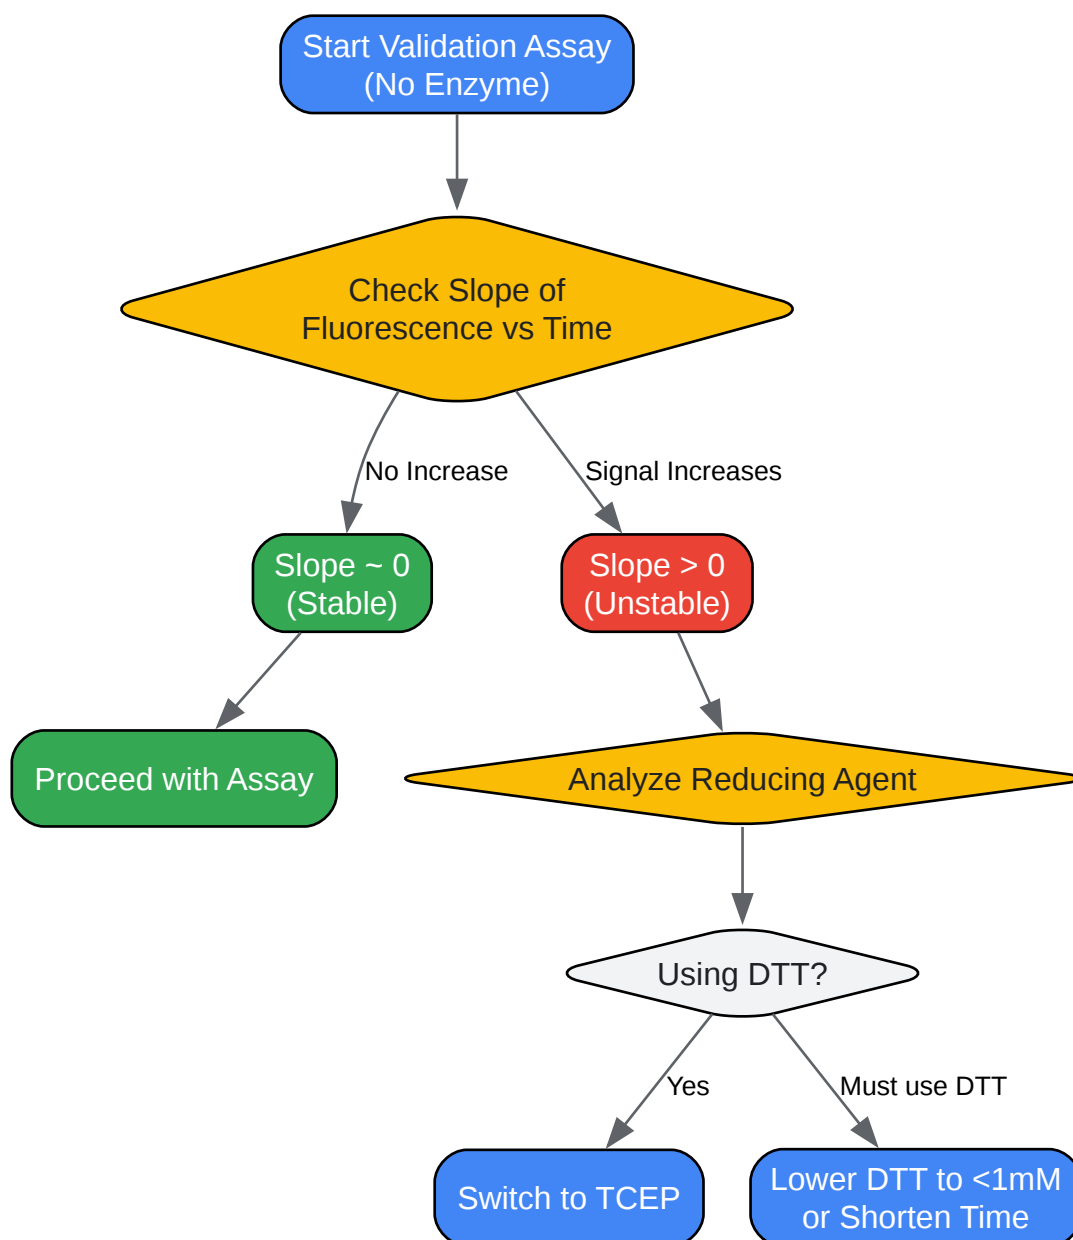 Start Validation Assay
(No Enzyme)
Check Slope of
Fluorescence vs Time
No Increase
Signal Increases
Slope ~ 0
(Stable)
Slope > 0
(Unstable)
Proceed with Assay
Analyze Reducing Agent
Using DTT?
Yes
Must use DTT
Switch to TCEP
Lower DTT to <1mM
or Shorten Time